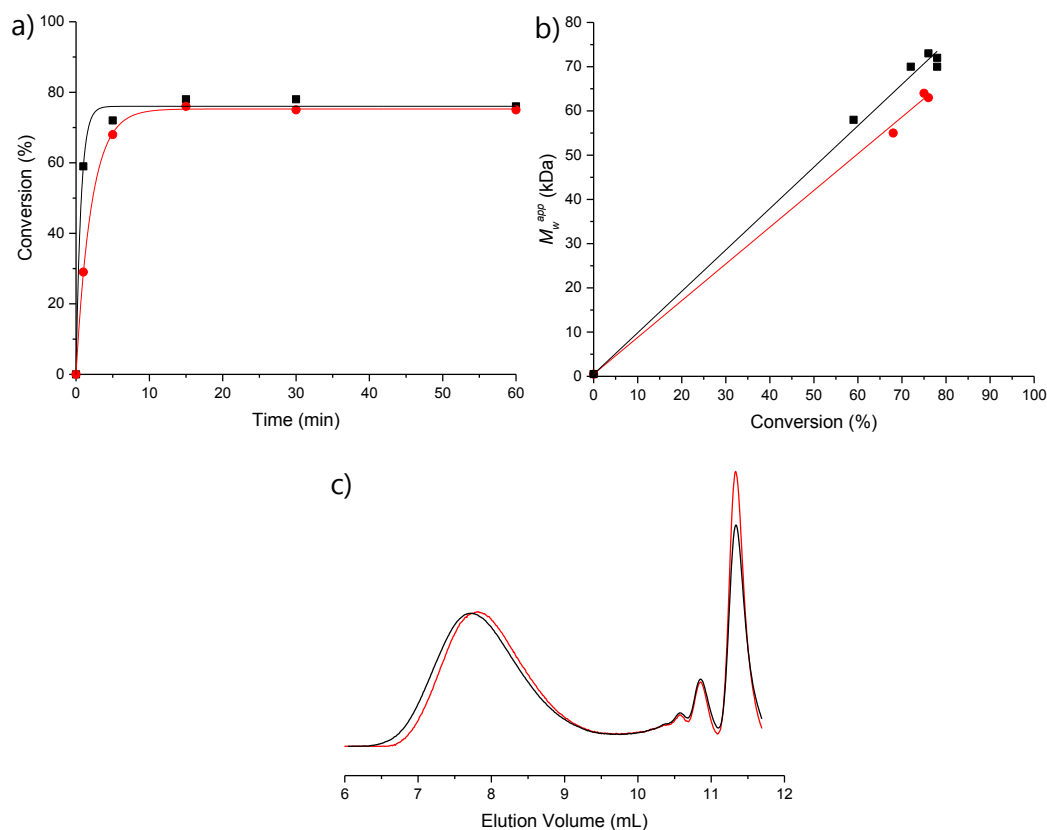 a)
100
80
60
40
20
0
Conversion (%)
0 10 20 30 40 50 60
Time (min)
b)
80
70
60
50
40
30
20
10
0
M_w^app (kDa)
0 10 20 30 40 50 60 70 80 90 100
Conversion (%)
c)
6 7 8 9 10 11 12
Elution Volume (mL)